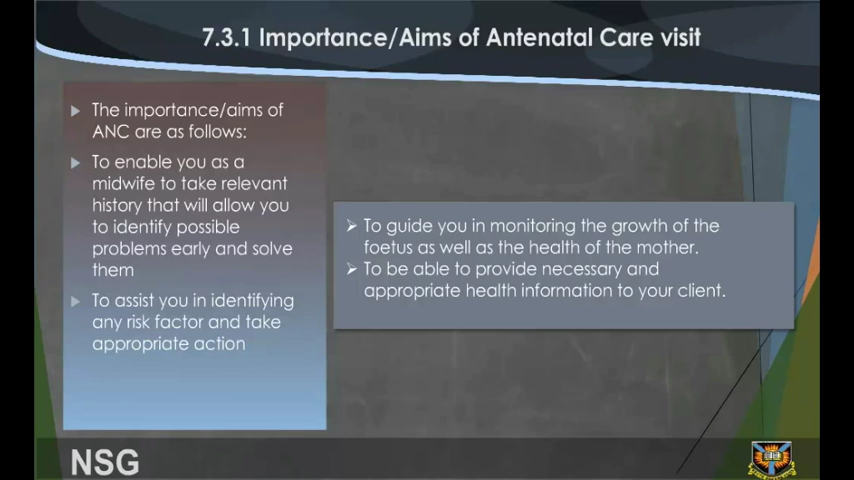 7.3.1 Importance/Aims of Antenatal Care visit
The importance/aims of
ANC are as follows:
To enable you as a
midwife to take relevant
history that will allow you
to identify possible
problems early and solve
them
To assist you in identifying
any risk factor and take
appropriate action
To guide you in monitoring the growth of the
foetus as well as the health of the mother.
To be able to provide necessary and
appropriate health information to your client.
NSG